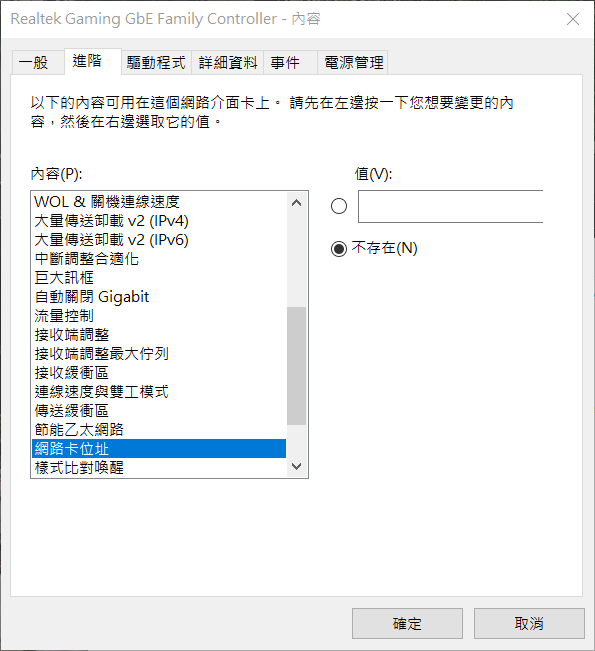 Realtek Gaming GbE Family Controller - 內容
一般 進階 驅動程式 詳細資料 事件 電源管理
以下的內容可用在這個網路介面卡上。 請先在左邊按一下您想要變更的內
容，然後在右邊選取它的值。
內容(P):
值(V):
WOL & 關機連線速度
大量傳送卸載 v2 (IPv4)
大量傳送卸載 v2 (IPv6)
中斷調整合適化
巨大訊框
自動關閉 Gigabit
流量控制
接收端調整
接收端調整最大佇列
接收緩衝區
連線速度與雙工模式
傳送緩衝區
節能乙太網路
網路卡位址
樣式比對喚醒
不存在(N)
確定
取消